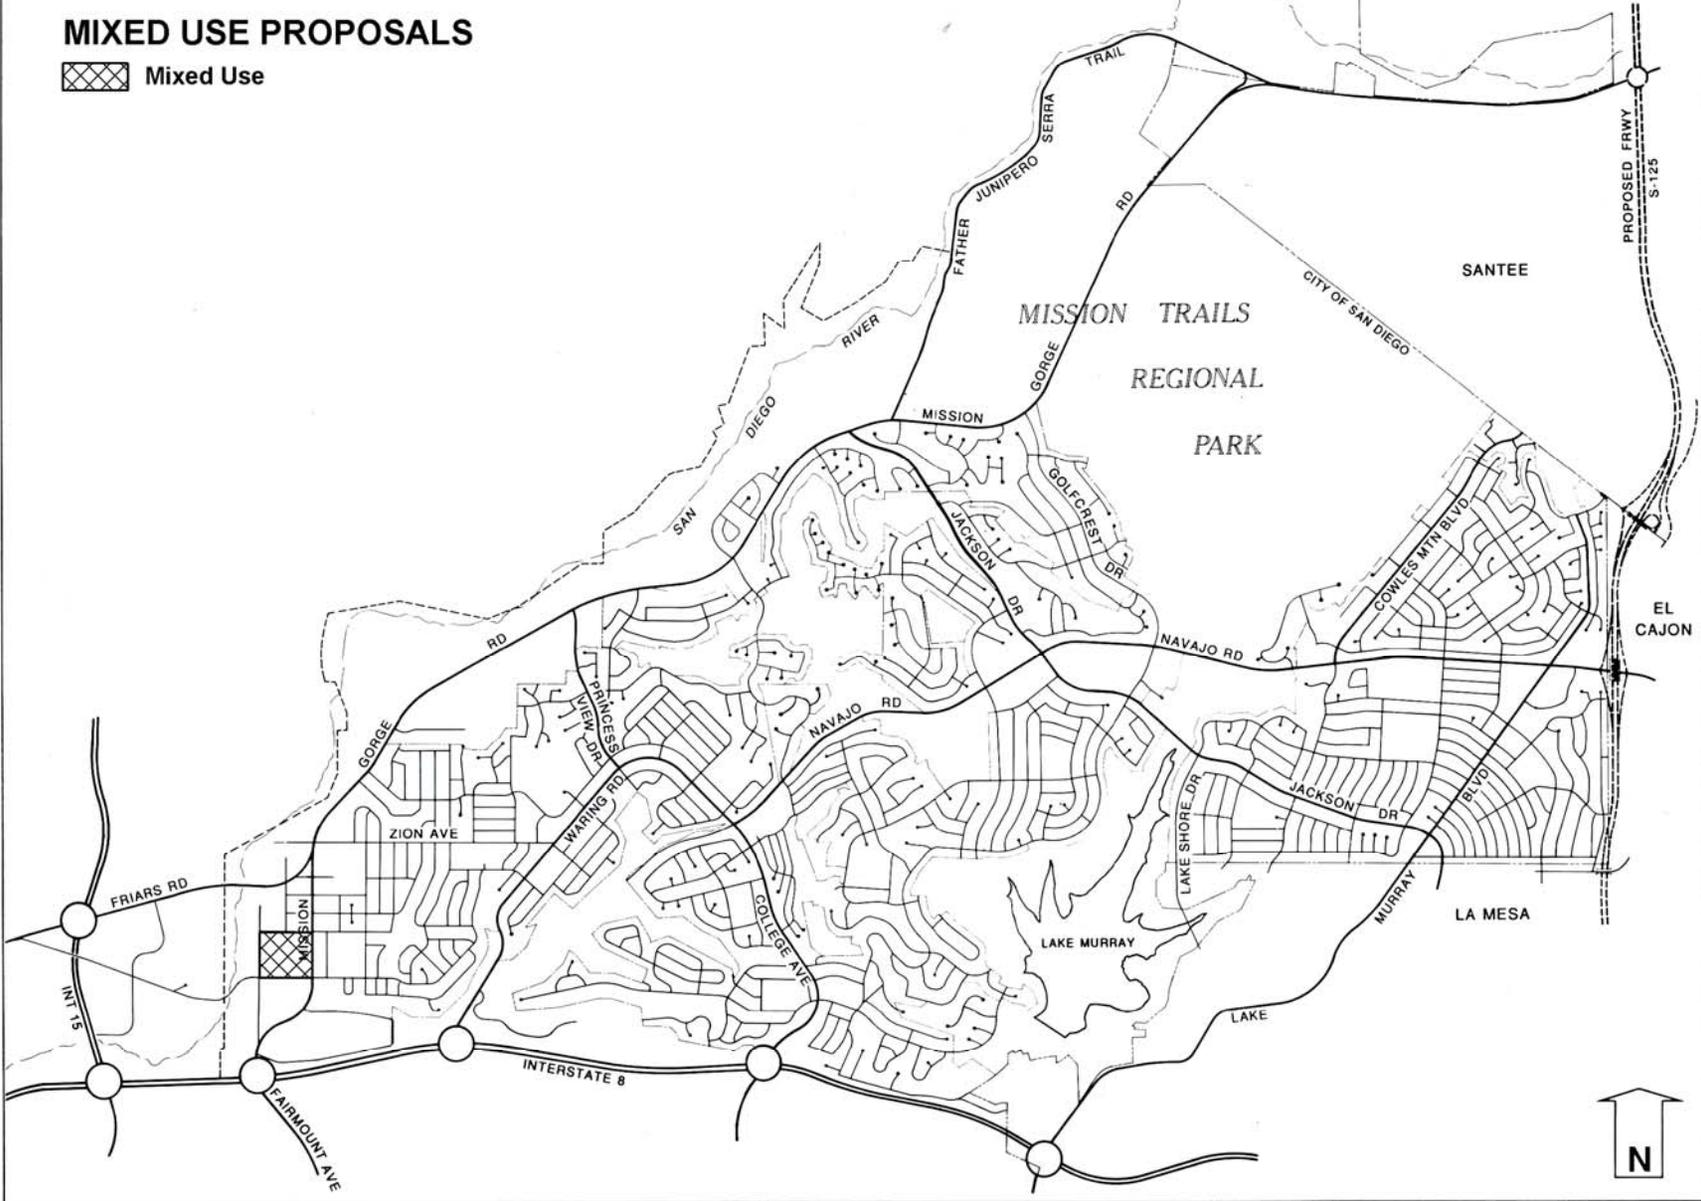 MIXED USE PROPOSALS
Mixed Use
TRAIL
SERRA
JUNIPERO
FATHER
RD
PROPOSED FRWY
S-125
SANTEE
CITY OF SAN DIEGO
MISSION TRAILS
REGIONAL
PARK
RIVER
DIEGO
SAN
GORGE
MISSION
GOLFCREST
DR
JACKSON
DR
COWLES MTN BLVD
EL
CAJON
NAVAJO RD
RD
PRINCESS
VIEW DR
NAVAJO RD
GORGE
WARING RD
ZION AVE
LAKE SHORE DR
JACKSON DR
BLVD
FRIARS RD
MISSION
COLLEGE AVE
LAKE MURRAY
MURRAY
LA MESA
INT 15
LAKE
INTERSTATE 8
FAIRMOUNT AVE
N